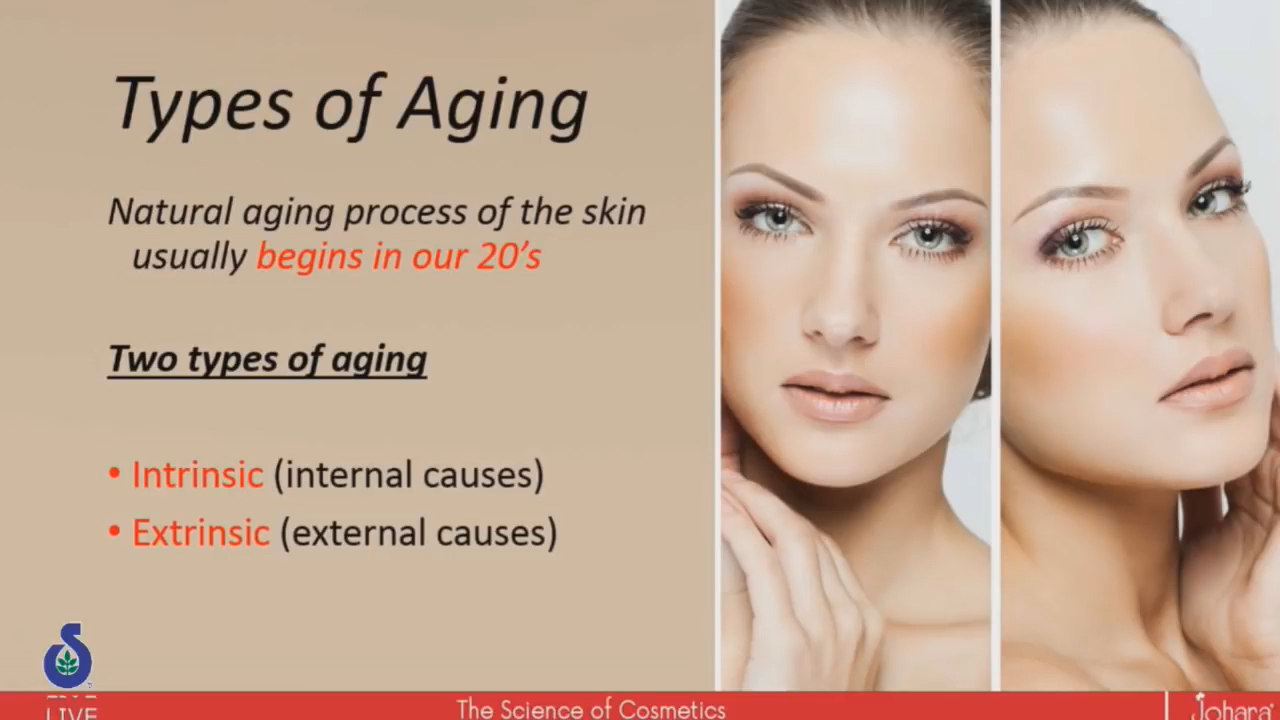 Types of Aging
Natural aging process of the skin
usually begins in our 20's
Two types of aging
• Intrinsic (internal causes)
• Extrinsic (external causes)
LIVE
The Science of Cosmetics
Johara